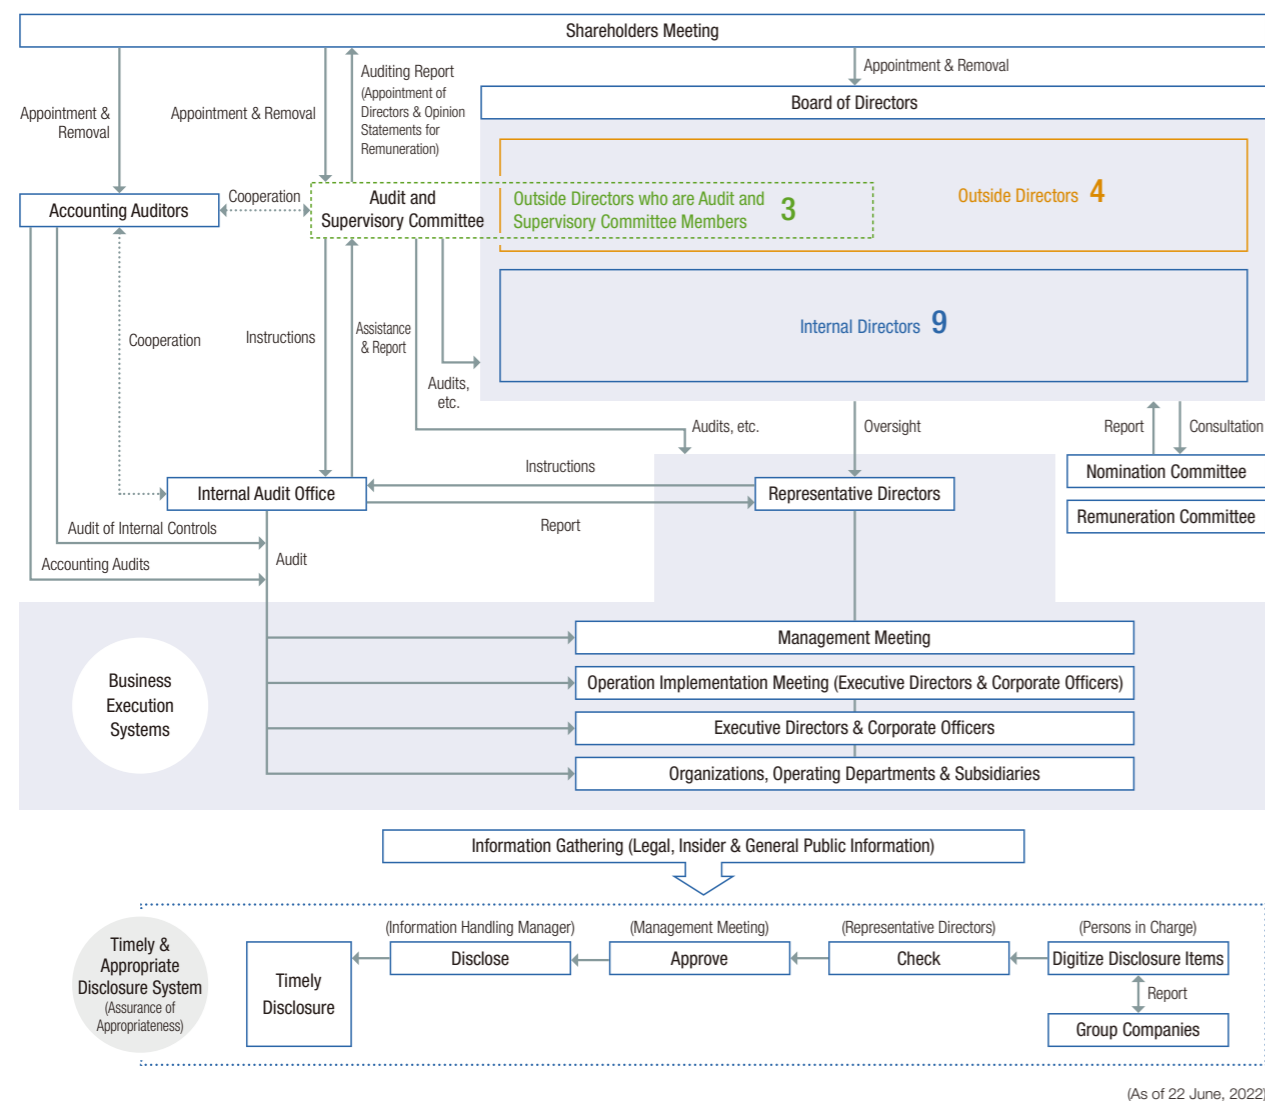 Shareholders Meeting
Appointment &
Removal
Appointment & Removal
Auditing Report
(Appointment of
Directors & Opinion
Statements for
Remuneration)
Appointment & Removal
Board of Directors
Accounting Auditors
Cooperation
Audit and
Supervisory Committee
Outside Directors who are Audit and
Supervisory Committee Members
3
Outside Directors 4
Internal Directors 9
Cooperation
Instructions
Assistance
& Report
Audits,
etc.
Audits, etc.
Oversight
Report
Consultation
Nomination Committee
Remuneration Committee
Internal Audit Office
Instructions
Report
Representative Directors
Audit of Internal Controls
Accounting Audits
Audit
Business
Execution
Systems
Management Meeting
Operation Implementation Meeting (Executive Directors & Corporate Officers)
Executive Directors & Corporate Officers
Organizations, Operating Departments & Subsidiaries
Information Gathering (Legal, Insider & General Public Information)
Timely &
Appropriate
Disclosure System
(Assurance of
Appropriateness)
Timely
Disclosure
(Information Handling Manager)
Disclose
(Management Meeting)
Approve
(Representative Directors)
Check
(Persons in Charge)
Digitize Disclosure Items
Report
Group Companies
(As of 22 June, 2022)